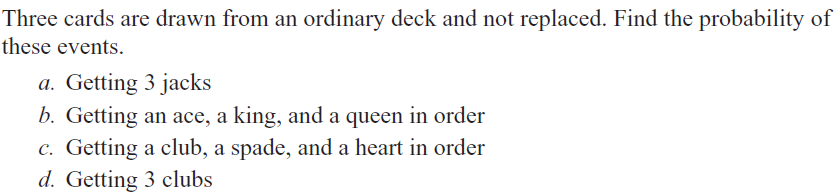 Three cards are drawn from an ordinary deck and not replaced. Find the probability of
these events.
a. Getting 3 jacks
b. Getting an ace, a king, and a queen in order
c. Getting a club, a spade, and a heart in order
d. Getting 3 clubs